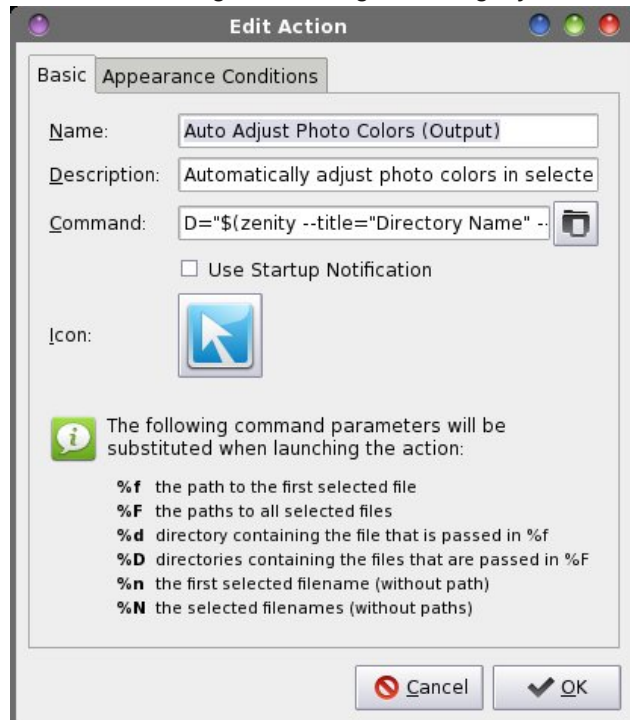 Edit Action
Basic Appearance Conditions
Name: Auto Adjust Photo Colors (Output)
Description: Automatically adjust photo colors in selecte
Command: D="$(zenity --title="Directory Name" --
Use Startup Notification
Icon:
The following command parameters will be
substituted when launching the action:
%f the path to the first selected file
%F the paths to all selected files
%d directory containing the file that is passed in %f
%D directories containing the files that are passed in %F
%n the first selected filename (without path)
%N the selected filenames (without paths)
Cancel OK